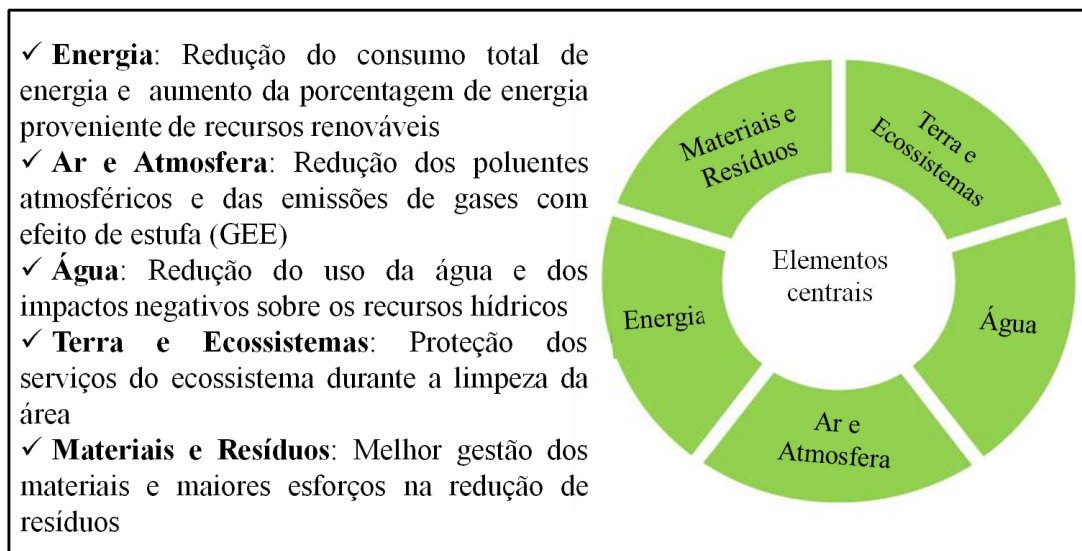 ✓ Energia: Redução do consumo total de
energia e aumento da porcentagem de energia
proveniente de recursos renováveis
✓ Ar e Atmosfera: Redução dos poluentes
atmosféricos e das emissões de gases com
efeito de estufa (GEE)
✓ Água: Redução do uso da água e dos
impactos negativos sobre os recursos hídricos
✓ Terra e Ecossistemas: Proteção dos
serviços do ecossistema durante a limpeza da
área
✓ Materiais e Resíduos: Melhor gestão dos
materiais e maiores esforços na redução de
resíduos
Materiais e
Resíduos
Terra e
Ecossistemas
Elementos
centrais
Energia
Água
Ar e
Atmosfera